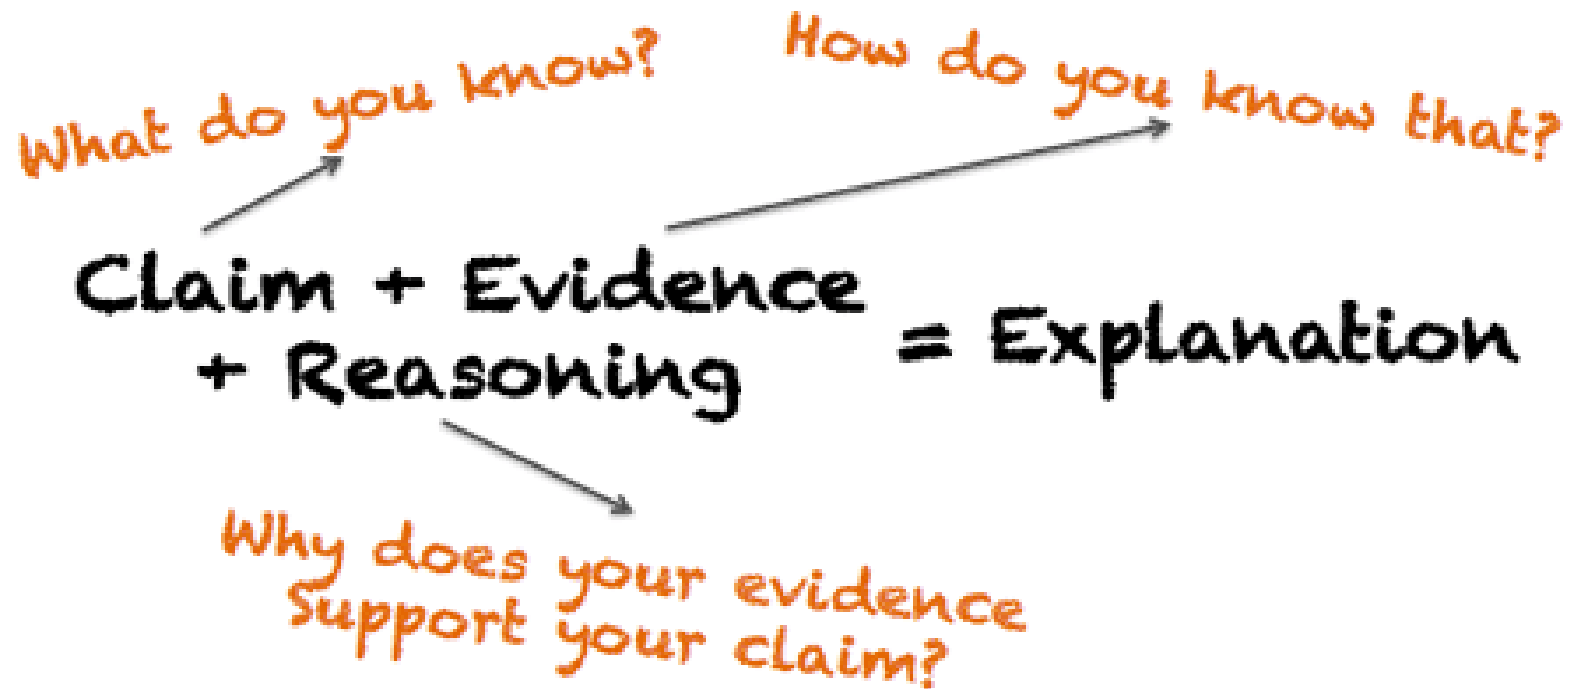 What do you know?
How do you know that?
Claim + Evidence
+ Reasoning
= Explanation
Why does your evidence
Support your claim?